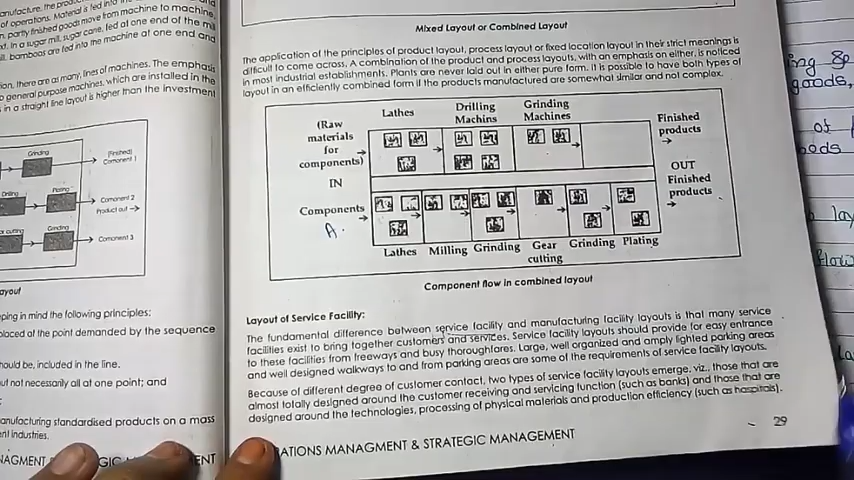 anufacture, the produc
of operations. Material is fed into the
partly finished goods move from machine to machine,
In a sugar mill, sugar cane, fed at one end of the mill
bamboos are fed into the machine at one end and
tion, there are many, lines of machines. The emphasis
general purpose machines, which are installed in the
s in a straight line layout is higher than the investment
Grinding
(Finished)
Component 1
Drilling
Plating
Component 2
Product out
cutting
Grinding
Component 3
ayout
ping in mind the following principles:
placed at the point demanded by the sequence
hould be, included in the line.
ut not necessarily all at one point; and
anufacturing standardised products on a mass
ent industries.
NAGMENT
Mixed Layout or Combined Layout
The application of the principles of product layout, process layout or fixed location layout in their strict meanings is
difficult to come across. A combination of the product and process layouts, with an emphasis on either, is noticed
in most industrial establishments. Plants are never laid out in either pure form. It is possible to have both types of
layout in an efficiently combined form if the products manufactured are somewhat similar and not complex.
Lathes
Drilling
Machins
Grinding
Machines
(Raw
materials
for
components)
Finished
products
IN
OUT
Components
Finished
products
A.
Lathes
Milling
Grinding
Gear
cutting
Grinding
Plating
Component flow in combined layout
Layout of Service Facility:
The fundamental difference between service facility and manufacturing facility layouts is that many service
facilities exist to bring together customers and services. Service facility layouts should provide for easy entrance
to these facilities from freeways and busy thoroughfares. Large, well organized and amply lighted parking areas
and well designed walkways to and from parking areas are some of the requirements of service facility layouts.
Because of different degree of customer contact, two types of service facility layouts emerge, viz., those that are
almost totally designed around the customer receiving and servicing function (such as banks) and those that are
designed around the technologies, processing of physical materials and production efficiency (such as hospitals).
29
RATIONS MANAGMENT & STRATEGIC MANAGEMENT
goods,
of